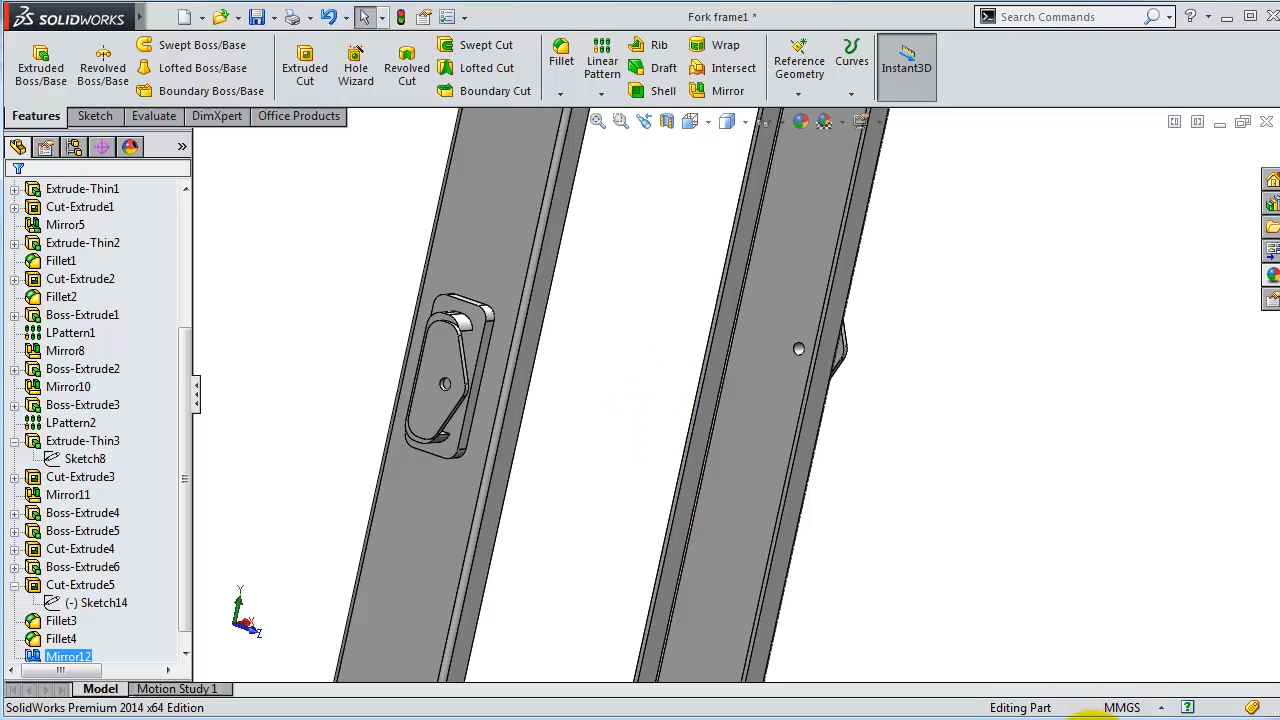 SOLIDWORKS
Fork frame1 *
Search Commands
Extruded Boss/Base
Revolved Boss/Base
Swept Boss/Base
Lofted Boss/Base
Boundary Boss/Base
Extruded Cut
Hole Wizard
Revolved Cut
Swept Cut
Lofted Cut
Boundary Cut
Fillet
Linear Pattern
Rib
Draft
Shell
Wrap
Intersect
Mirror
Reference Geometry
Curves
Instant3D
Features
Sketch
Evaluate
DimXpert
Office Products
Extrude-Thin1
Cut-Extrude1
Mirror5
Extrude-Thin2
Fillet1
Cut-Extrude2
Fillet2
Boss-Extrude1
LPattern1
Mirror8
Boss-Extrude2
Mirror10
Boss-Extrude3
LPattern2
Extrude-Thin3
Sketch8
Cut-Extrude3
Mirror11
Boss-Extrude4
Boss-Extrude5
Cut-Extrude4
Boss-Extrude6
Cut-Extrude5
(-) Sketch14
Fillet3
Fillet4
Mirror12
Y
X
Z
Model
Motion Study 1
SolidWorks Premium 2014 x64 Edition
Editing Part
MMGS